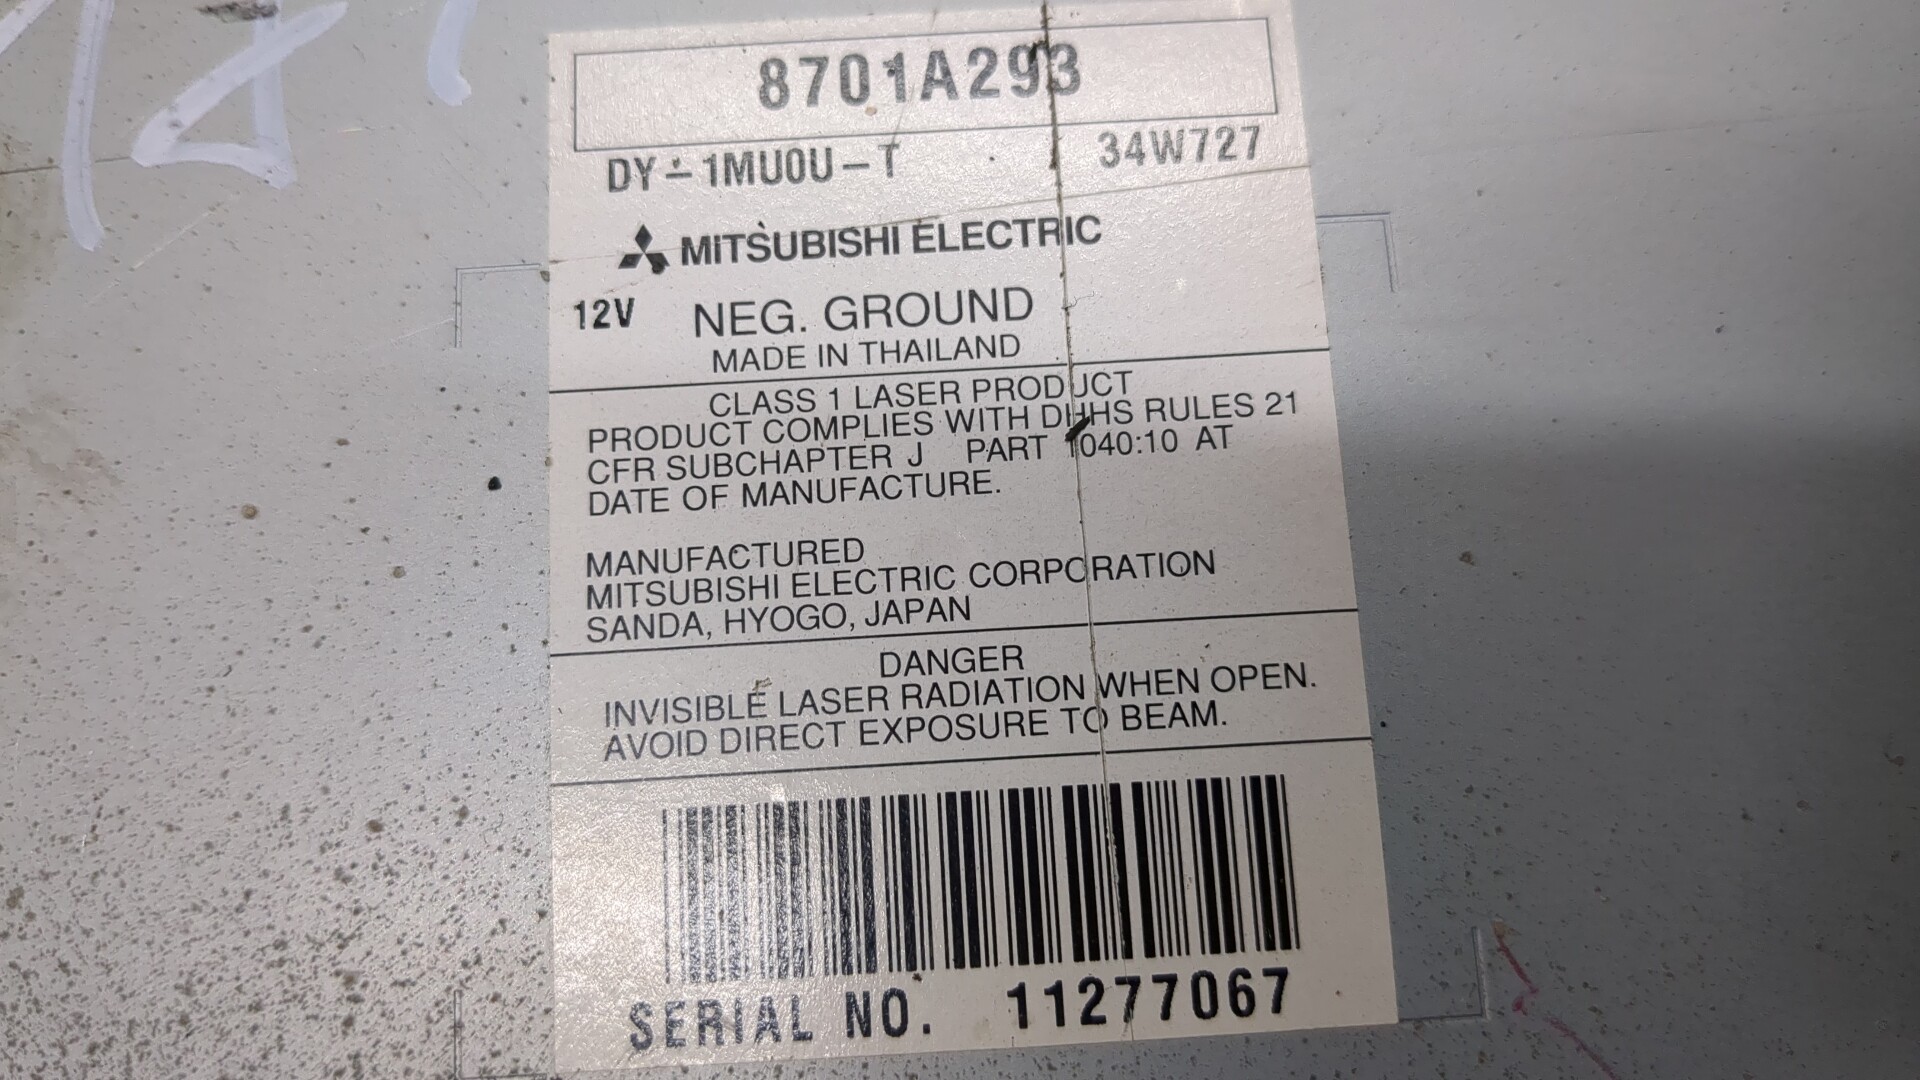 8701A293
DY-1MU0U-T 34W727
MITSUBISHI ELECTRIC
12V NEG. GROUND
MADE IN THAILAND
CLASS 1 LASER PRODUCT
PRODUCT COMPLIES WITH DHHS RULES 21
CFR SUBCHAPTER J PART 1040:10 AT
DATE OF MANUFACTURE.
MANUFACTURED
MITSUBISHI ELECTRIC CORPORATION
SANDA, HYOGO, JAPAN
DANGER
INVISIBLE LASER RADIATION WHEN OPEN.
AVOID DIRECT EXPOSURE TO BEAM.
SERIAL NO. 11277067